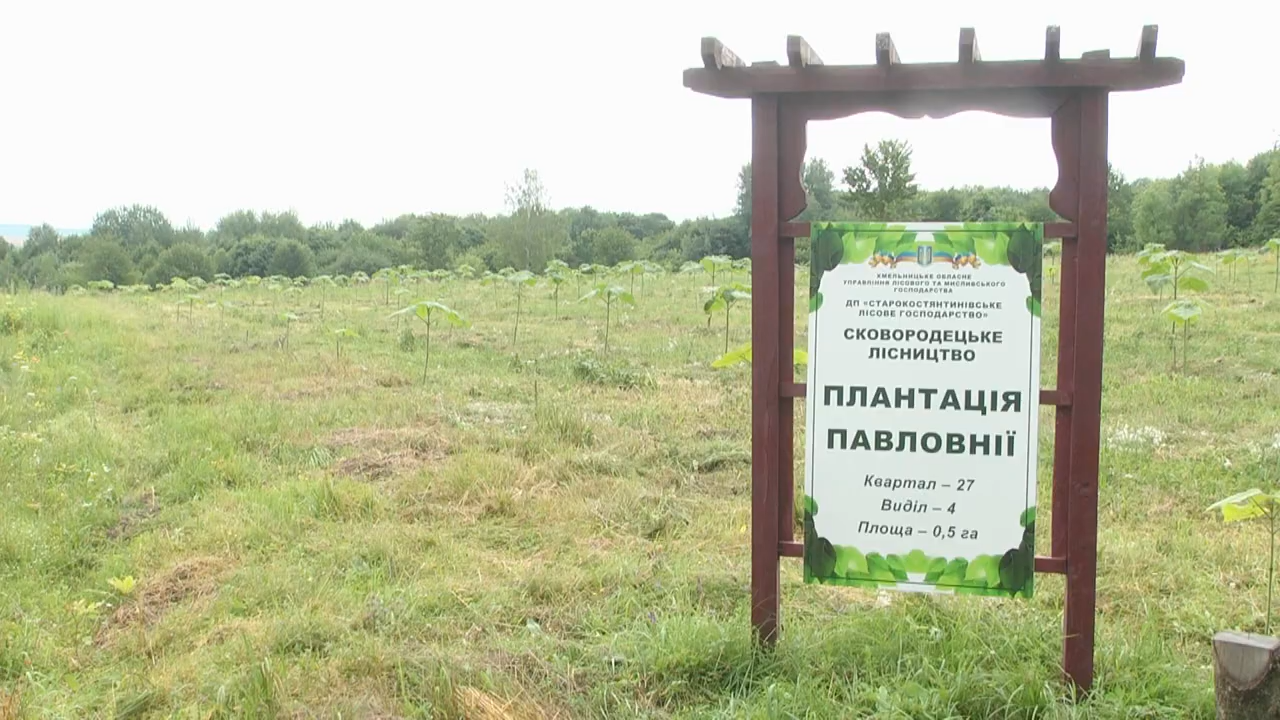 ХМЕЛЬНИЦЬКЕ ОБЛАСНЕ
УПРАВЛІННЯ ЛІСОВОГО ТА МИСЛИВСЬКОГО
ГОСПОДАРСТВА
ДП «СТАРОКОСТЯНТИНІВСЬКЕ
ЛІСОВЕ ГОСПОДАРСТВО»
СКОВОРОДЕЦЬКЕ
ЛІСНИЦТВО
ПЛАНТАЦІЯ
ПАВЛОВНІЇ
Квартал – 27
Виділ – 4
Площа – 0,5 га